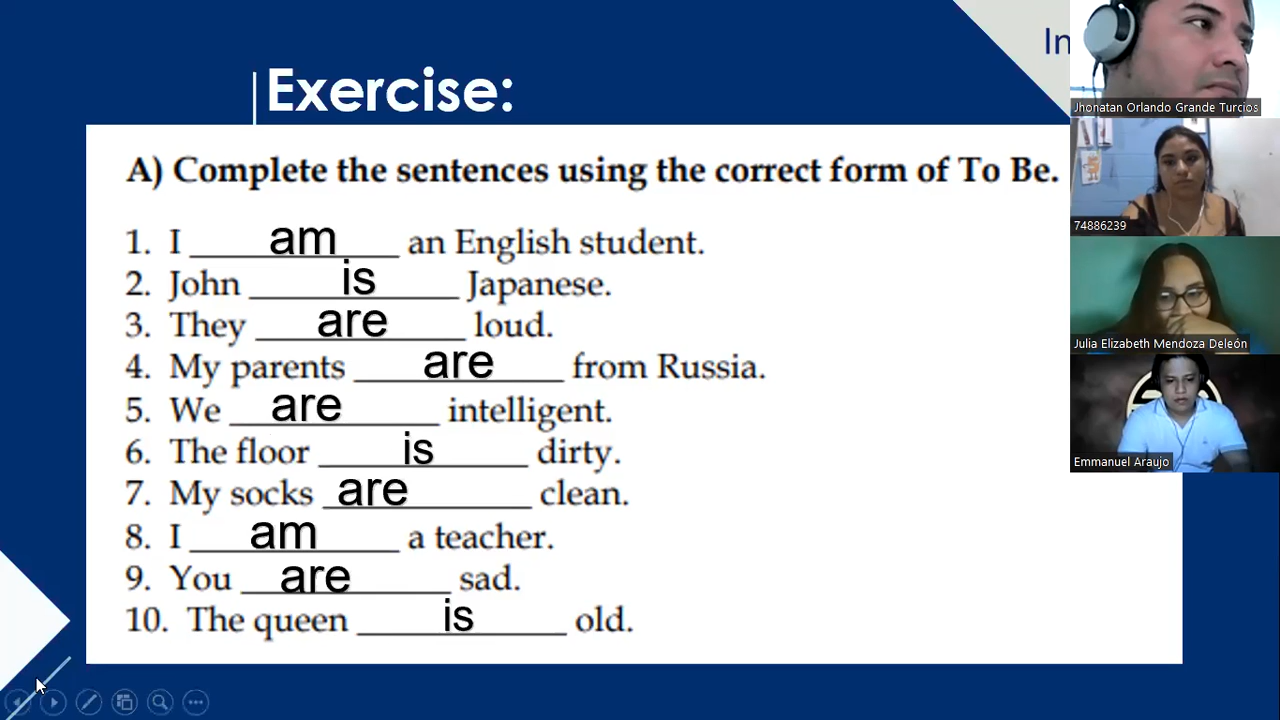 In
Exercise:
A) Complete the sentences using the correct form of To Be.
1. I am an English student.
2. John is Japanese.
3. They are loud.
4. My parents are from Russia.
5. We are intelligent.
6. The floor is dirty.
7. My socks are clean.
8. I am a teacher.
9. You are sad.
10. The queen is old.
Jhonatan Orlando Grande Turcios
74886239
Julia Elizabeth Mendoza Deleón
Emmanuel Araujo